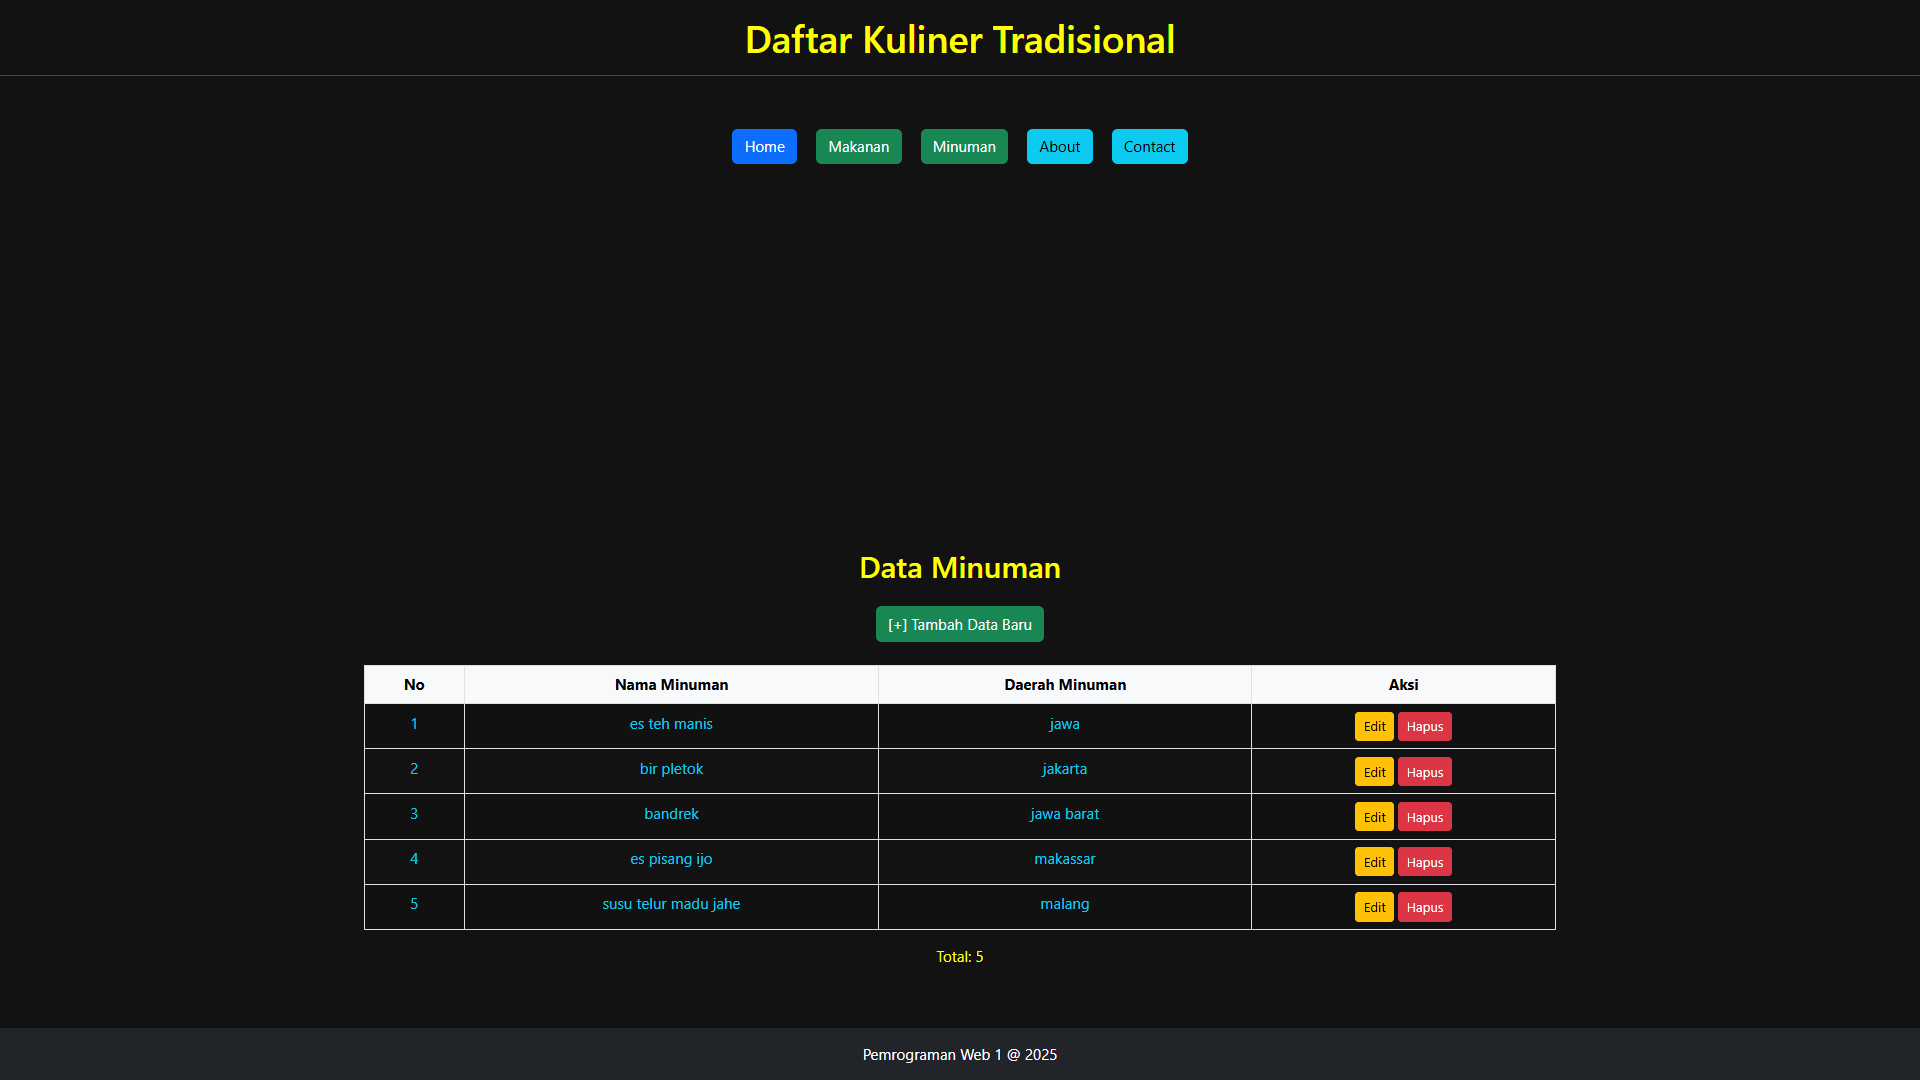 Daftar Kuliner Tradisional
Home Makanan Minuman About Contact
Data Minuman
[+] Tambah Data Baru
No Nama Minuman Daerah Minuman Aksi
1 es teh manis jawa Edit Hapus
2 bir pletok jakarta Edit Hapus
3 bandrek jawa barat Edit Hapus
4 es pisang ijo makassar Edit Hapus
5 susu telur madu jahe malang Edit Hapus
Total: 5
Pemrograman Web 1 @ 2025